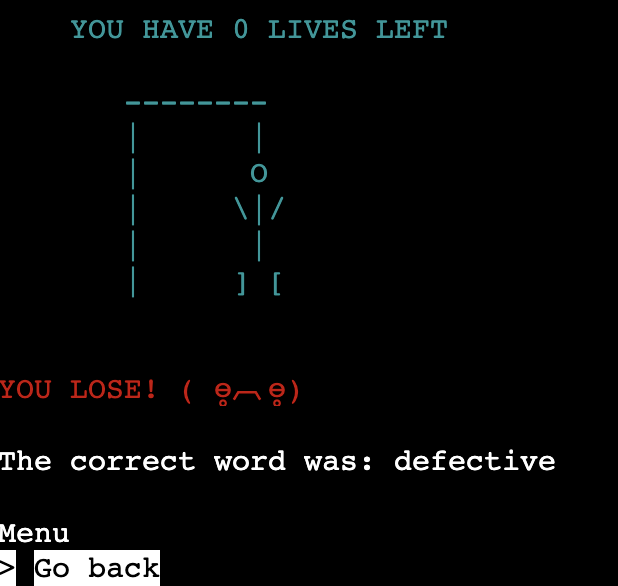 YOU HAVE 0 LIVES LEFT
--------
|      |
|      O
|     \|/
|      |
|     ] [
YOU LOSE! ( ಠ̥⌒ಠ̥)
The correct word was: defective
Menu
> Go back